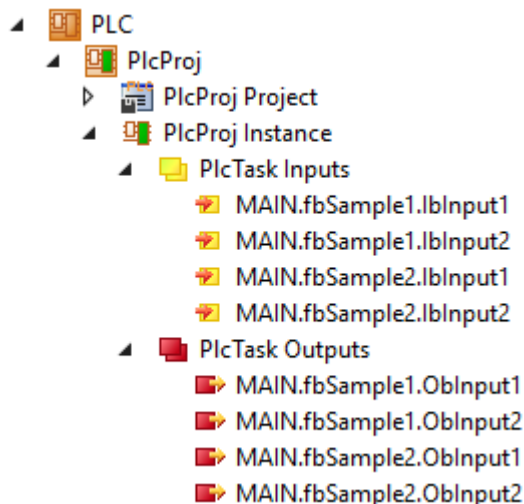 PLC
PlcProj
PlcProj Project
PlcProj Instance
PlcTask Inputs
MAIN.fbSample1.IbInput1
MAIN.fbSample1.IbInput2
MAIN.fbSample2.IbInput1
MAIN.fbSample2.IbInput2
PlcTask Outputs
MAIN.fbSample1.ObInput1
MAIN.fbSample1.ObInput2
MAIN.fbSample2.ObInput1
MAIN.fbSample2.ObInput2